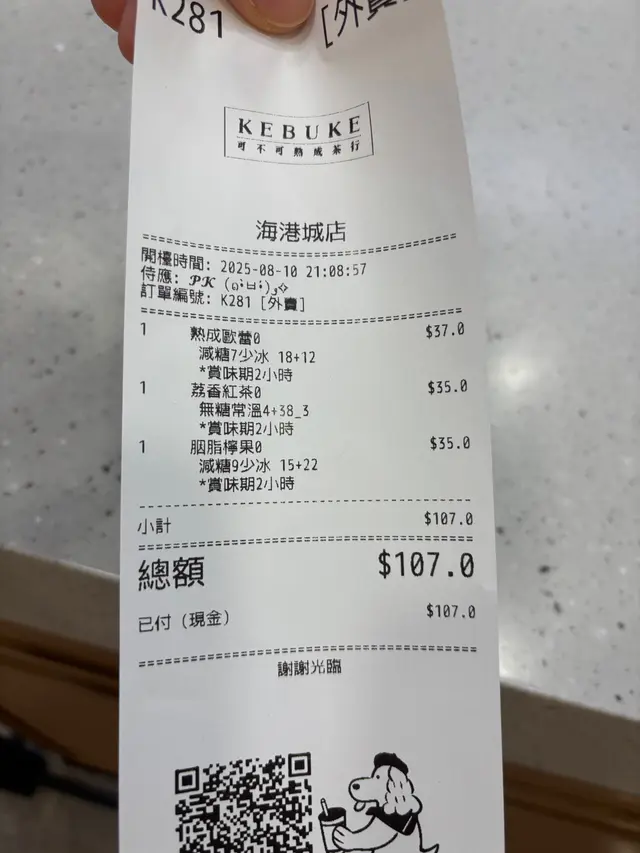 K281 [外賣]
KEBUKE
可不可熟成茶行
海港城店
開檯時間: 2025-08-10 21:08:57
侍應: PK
訂單編號: K281 [外賣]
1 熟成歐蕾0 $37.0
減糖7少冰 18+12
*賞味期2小時
1 荔香紅茶0 $35.0
無糖常溫4+38_3
*賞味期2小時
1 胭脂檸果0 $35.0
減糖9少冰 15+22
*賞味期2小時
小計 $107.0
總額 $107.0
已付 (現金) $107.0
謝謝光臨